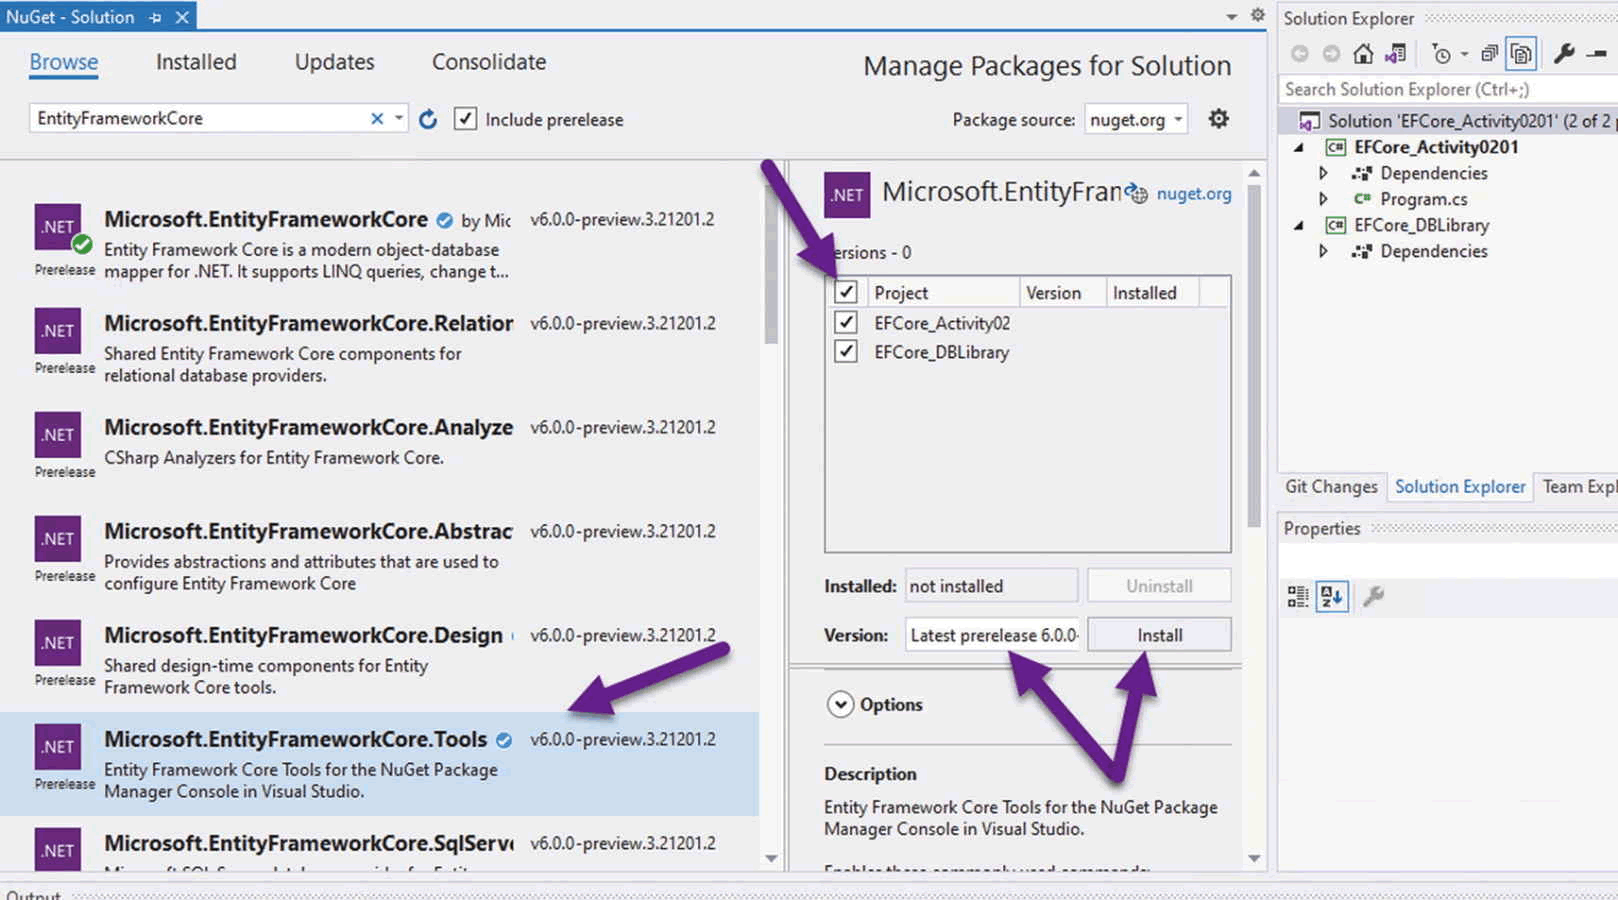 NuGet - Solution
Browse
Installed
Updates
Consolidate
Manage Packages for Solution
EntityFrameworkCore
Include prerelease
Package source:
nuget.org
.NET
Prerelease
Microsoft.EntityFrameworkCore by Mic v6.0.0-preview.3.21201.2
Entity Framework Core is a modern object-database
mapper for .NET. It supports LINQ queries, change t...
.NET
Prerelease
Microsoft.EntityFrameworkCore.Relation v6.0.0-preview.3.21201.2
Shared Entity Framework Core components for
relational database providers.
.NET
Prerelease
Microsoft.EntityFrameworkCore.Analyze v6.0.0-preview.3.21201.2
CSharp Analyzers for Entity Framework Core.
.NET
Prerelease
Microsoft.EntityFrameworkCore.Abstrac v6.0.0-preview.3.21201.2
Provides abstractions and attributes that are used to
configure Entity Framework Core
.NET
Prerelease
Microsoft.EntityFrameworkCore.Design v6.0.0-preview.3.21201.2
Shared design-time components for Entity
Framework Core tools.
.NET
Prerelease
Microsoft.EntityFrameworkCore.Tools v6.0.0-preview.3.21201.2
Entity Framework Core Tools for the NuGet Package
Manager Console in Visual Studio.
.NET
Microsoft.EntityFrameworkCore.SqlServe v6.0.0-preview.3.21201.2
.NET
Microsoft.EntityFran
nuget.org
ersions - 0
Project Version Installed
EFCore_Activity02
EFCore_DBLibrary
Installed: not installed Uninstall
Version: Latest prerelease 6.0.0- Install
Options
Description
Entity Framework Core Tools for the NuGet Package
Manager Console in Visual Studio.
Enables these commonly used commands:
Solution Explorer
Search Solution Explorer (Ctrl+;)
Solution 'EFCore_Activity0201' (2 of 2 p
C# EFCore_Activity0201
Dependencies
C# Program.cs
C# EFCore_DBLibrary
Dependencies
Git Changes Solution Explorer Team Expl
Properties
Output